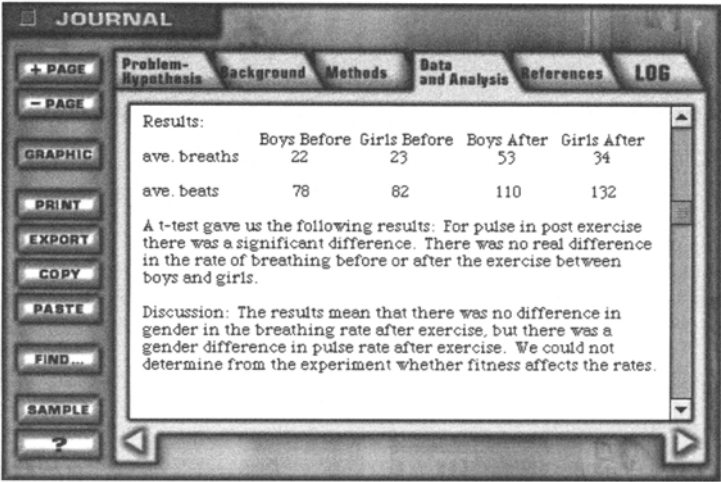 JOURNAL
+ PAGE
- PAGE
GRAPHIC
PRINT
EXPORT
COPY
PASTE
FIND...
SAMPLE
?
Problem-
Hypothesis
Background
Methods
Data
and Analysis
References
LOG
Results:
Boys Before Girls Before Boys After Girls After
ave. breaths 22 23 53 34
ave. beats 78 82 110 132
A t-test gave us the following results: For pulse in post exercise
there was a significant difference. There was no real difference
in the rate of breathing before or after the exercise between
boys and girls.
Discussion: The results mean that there was no difference in
gender in the breathing rate after exercise, but there was a
gender difference in pulse rate after exercise. We could not
determine from the experiment whether fitness affects the rates.